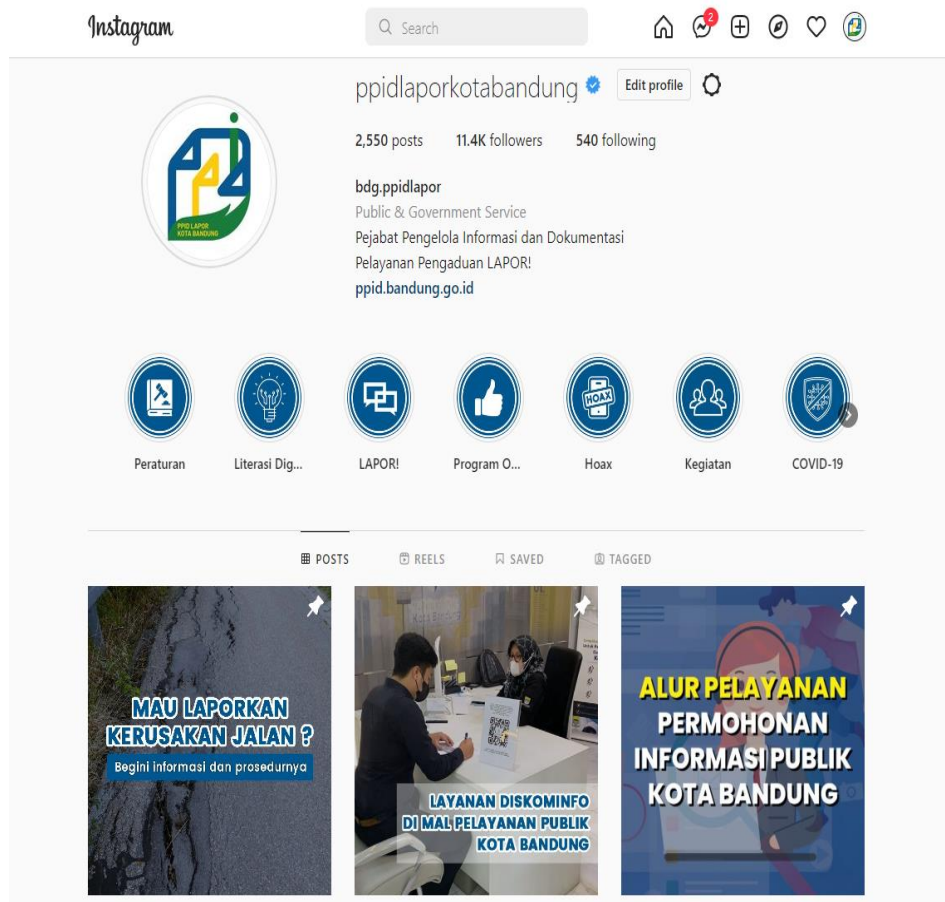 Instagram
Search
2
ppidlaporkotabandung
Edit profile
2,550 posts 11.4K followers 540 following
bdg.ppidlapor
Public & Government Service
Pejabat Pengelola Informasi dan Dokumentasi
Pelayanan Pengaduan LAPOR!
ppid.bandung.go.id
PPID LAPOR
KOTA BANDUNG
HOAX
Peraturan
Literasi Dig...
LAPOR!
Program O...
Hoax
Kegiatan
COVID-19
POSTS
REELS
SAVED
TAGGED
MAU LAPORKAN
KERUSAKAN JALAN ?
Begini informasi dan prosedurnya
LAYANAN DISKOMINFO
DI MAL PELAYANAN PUBLIK
KOTA BANDUNG
ALUR PELAYANAN
PERMOHONAN
INFORMASI PUBLIK
KOTA BANDUNG